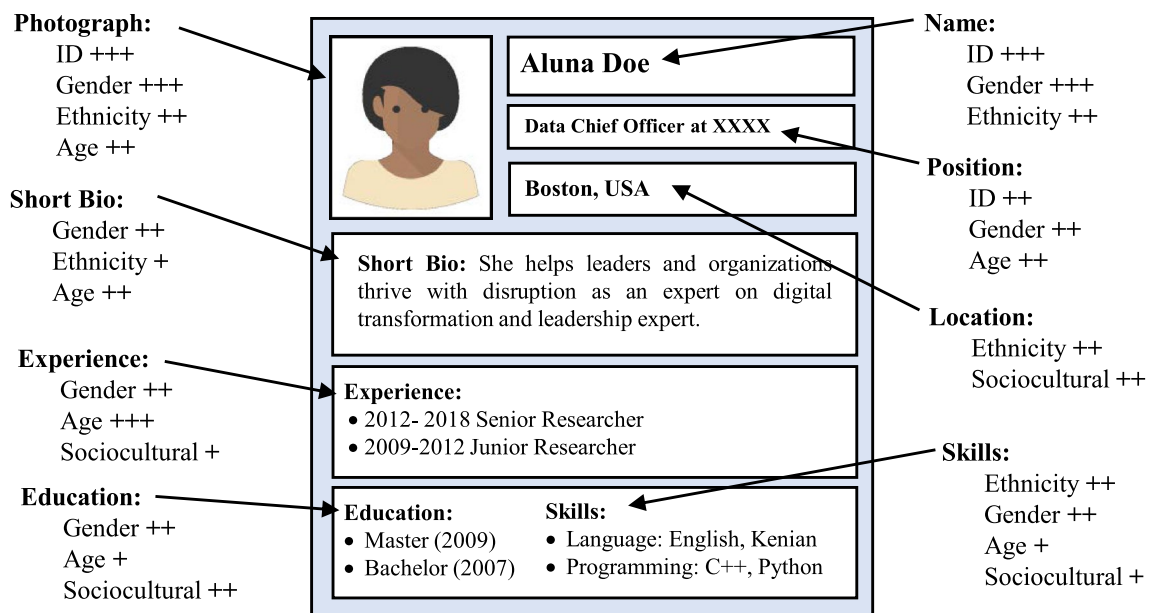 Photograph:
ID +++
Gender +++
Ethnicity ++
Age ++
Short Bio:
Gender ++
Ethnicity +
Age ++
Experience:
Gender ++
Age +++
Sociocultural +
Education:
Gender ++
Age +
Sociocultural ++
Aluna Doe
Data Chief Officer at XXXX
Boston, USA
Short Bio: She helps leaders and organizations
thrive with disruption as an expert on digital
transformation and leadership expert.
Experience:
• 2012- 2018 Senior Researcher
• 2009-2012 Junior Researcher
Education:
• Master (2009)
• Bachelor (2007)
Skills:
• Language: English, Kenian
• Programming: C++, Python
Name:
ID +++
Gender +++
Ethnicity ++
Position:
ID ++
Gender ++
Age ++
Location:
Ethnicity ++
Sociocultural ++
Skills:
Ethnicity ++
Gender ++
Age +
Sociocultural +